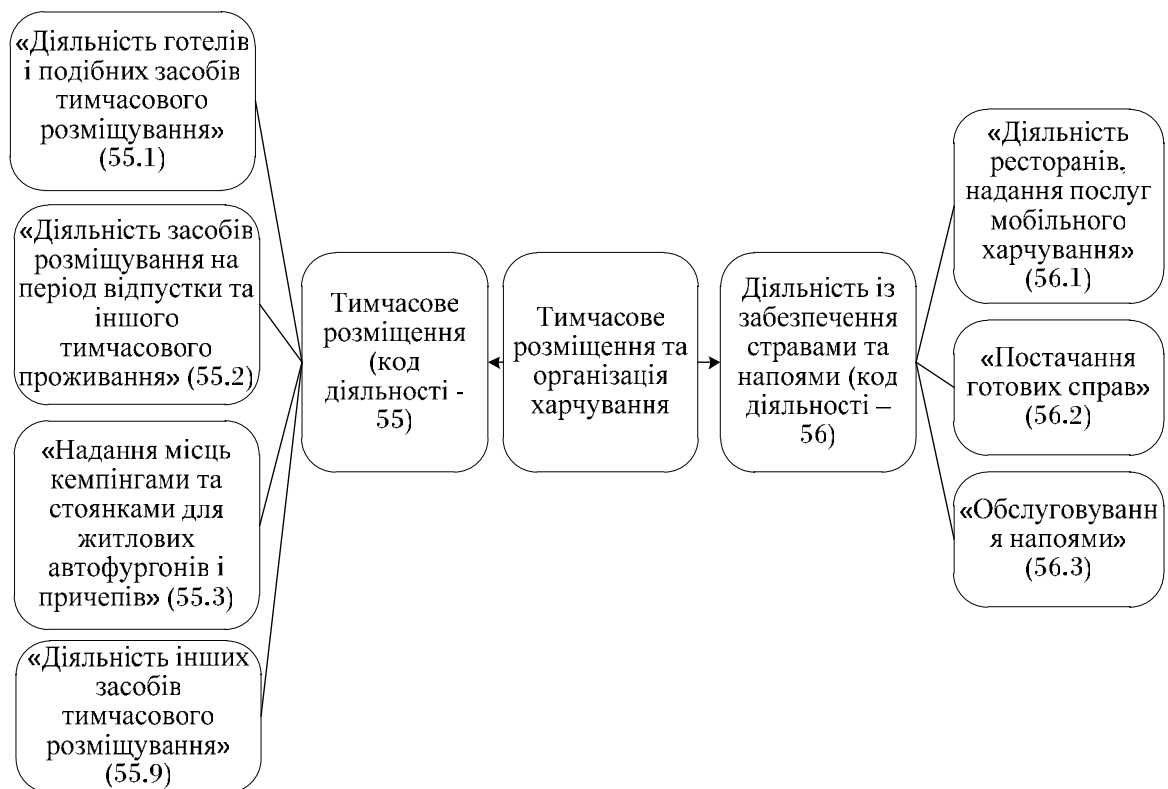 «Діяльність готелів
і подібних засобів
тимчасового
розміщування»
(55.1)
«Діяльність засобів
розміщування на
період відпустки та
іншого
тимчасового
проживання» (55.2)
«Надання місць
кемпінгами та
стоянками для
житлових
автофургонів і
причепів» (55.3)
«Діяльність інших
засобів
тимчасового
розміщування»
(55.9)
Тимчасове
розміщення
(код
діяльності -
55)
Тимчасове
розміщення та
організація
харчування
Діяльність із
забезпечення
стравами та
напоями (код
діяльності –
56)
«Діяльність
ресторанів,
надання послуг
мобільного
харчування»
(56.1)
«Постачання
готових справ»
(56.2)
«Обслуговуванн
я напоями»
(56.3)